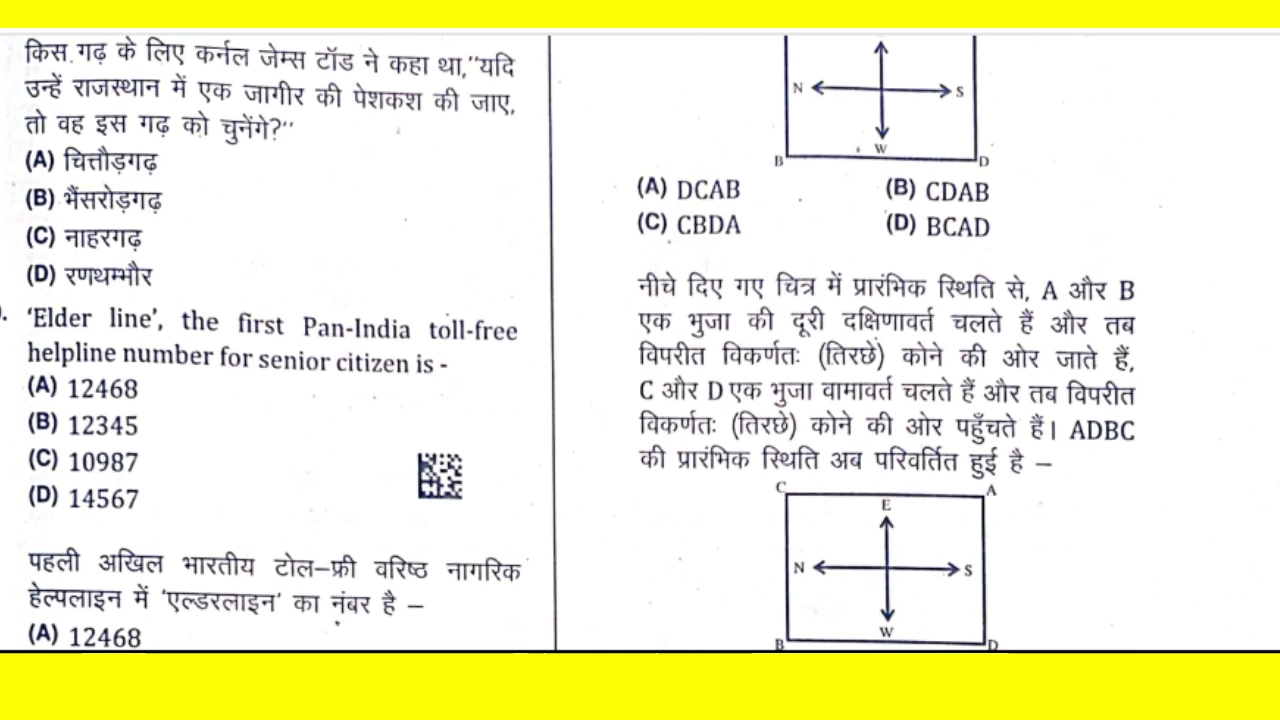 किस गढ़ के लिए कर्नल जेम्स टॉड ने कहा था,"यदि
उन्हें राजस्थान में एक जागीर की पेशकश की जाए,
तो वह इस गढ़ को चुनेंगे?"
(A) चित्तौड़गढ़
(B) भैंसरोड़गढ़
(C) नाहरगढ़
(D) रणथम्भौर
'Elder line', the first Pan-India toll-free
helpline number for senior citizen is -
(A) 12468
(B) 12345
(C) 10987
(D) 14567
पहली अखिल भारतीय टोल-फ्री वरिष्ठ नागरिक
हेल्पलाइन में 'एल्डरलाइन' का नंबर है –
(A) 12468
N S
W
B D
(A) DCAB (B) CDAB
(C) CBDA (D) BCAD
नीचे दिए गए चित्र में प्रारंभिक स्थिति से, A और B
एक भुजा की दूरी दक्षिणावर्त चलते हैं और तब
विपरीत विकर्णतः (तिरछे) कोने की ओर जाते हैं,
C और D एक भुजा वामावर्त चलते हैं और तब विपरीत
विकर्णतः (तिरछे) कोने की ओर पहुँचते हैं। ADBC
की प्रारंभिक स्थिति अब परिवर्तित हुई है –
C A
E
N S
W
B D